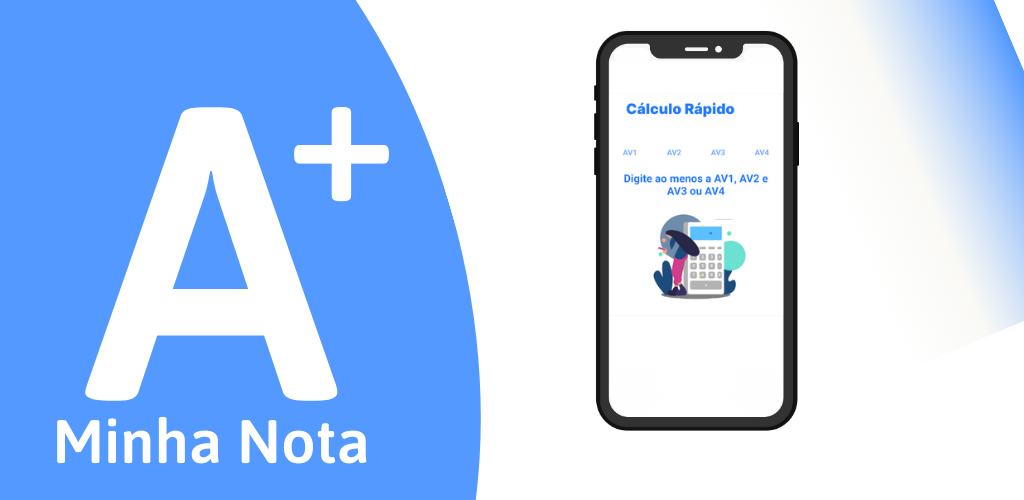 A+
Minha Nota
Cálculo Rápido
AV1 AV2 AV3 AV4
Digite ao menos a AV1, AV2 e
AV3 ou AV4